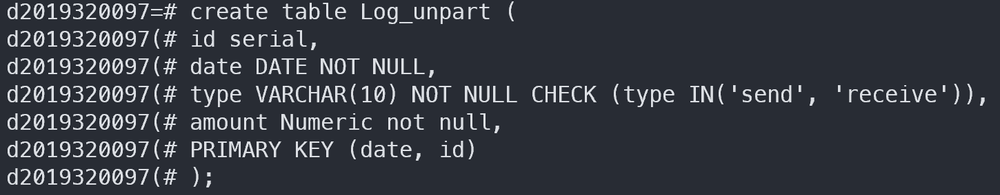 d2019320097=# create table Log_unpart (
d2019320097(# id serial,
d2019320097(# date DATE NOT NULL,
d2019320097(# type VARCHAR(10) NOT NULL CHECK (type IN('send', 'receive')),
d2019320097(# amount Numeric not null,
d2019320097(# PRIMARY KEY (date, id)
d2019320097(# );